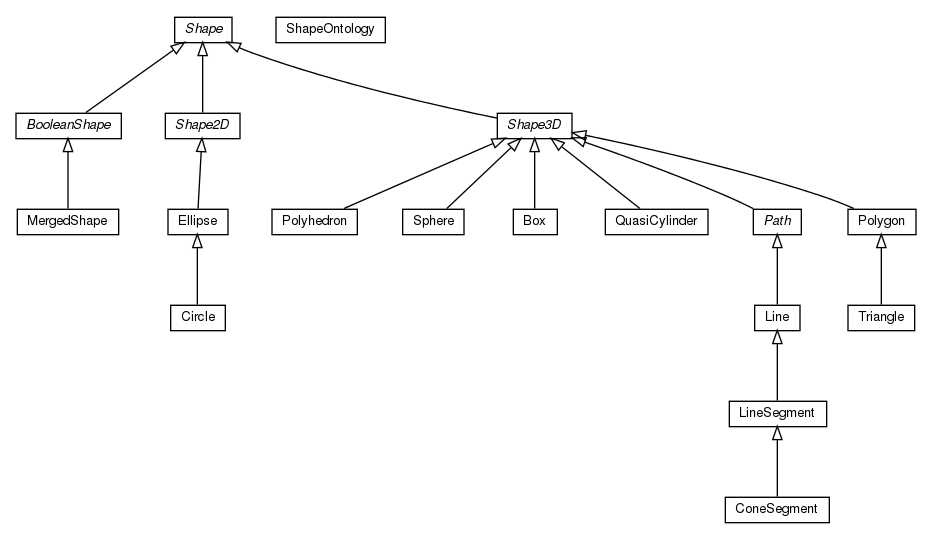 Shape
ShapeOntology
BooleanShape
Shape2D
Shape3D
MergedShape
Ellipse
Polyhedron
Sphere
Box
QuasiCylinder
Path
Polygon
Circle
Line
Triangle
LineSegment
ConeSegment